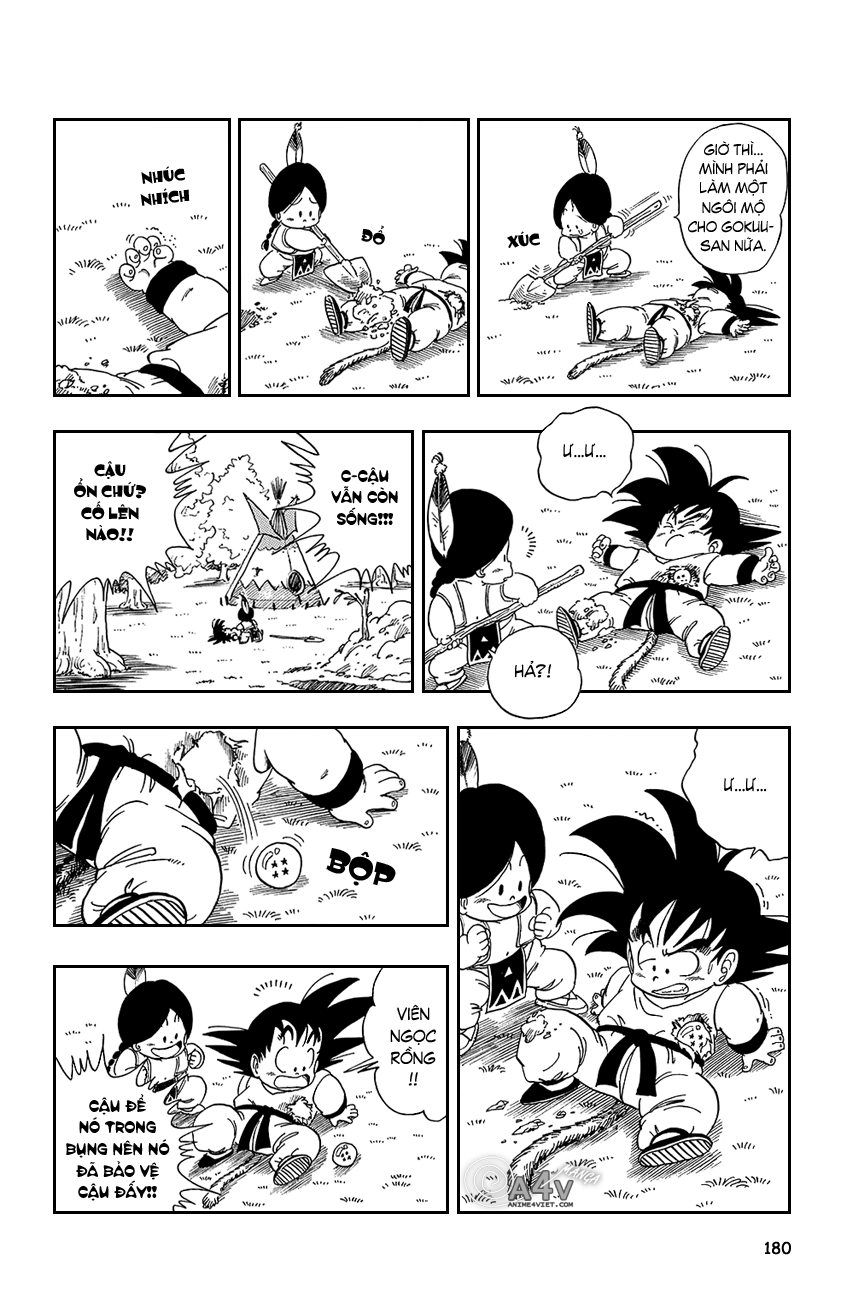 GIỜ THÌ...
MÌNH PHẢI
LÀM MỘT
NGÔI MỘ
CHO GOKUU-
SAN NỮA.
XÚC
ĐỔ
NHÚC
NHÍCH
Ư...Ư...
HẢ?!
C-CẬU
VẪN CÒN
SỐNG!!!
CẬU
ỔN CHỨ?
CỐ LÊN
NÀO!!
Ư...Ư...
BỘP
VIÊN
NGỌC
RỒNG
!!
CẬU ĐỂ
NÓ TRONG
BỤNG NÊN NÓ
ĐÃ BẢO VỆ
CẬU ĐẤY!!
A4V
MANGA
ANIME4VIET.COM
180